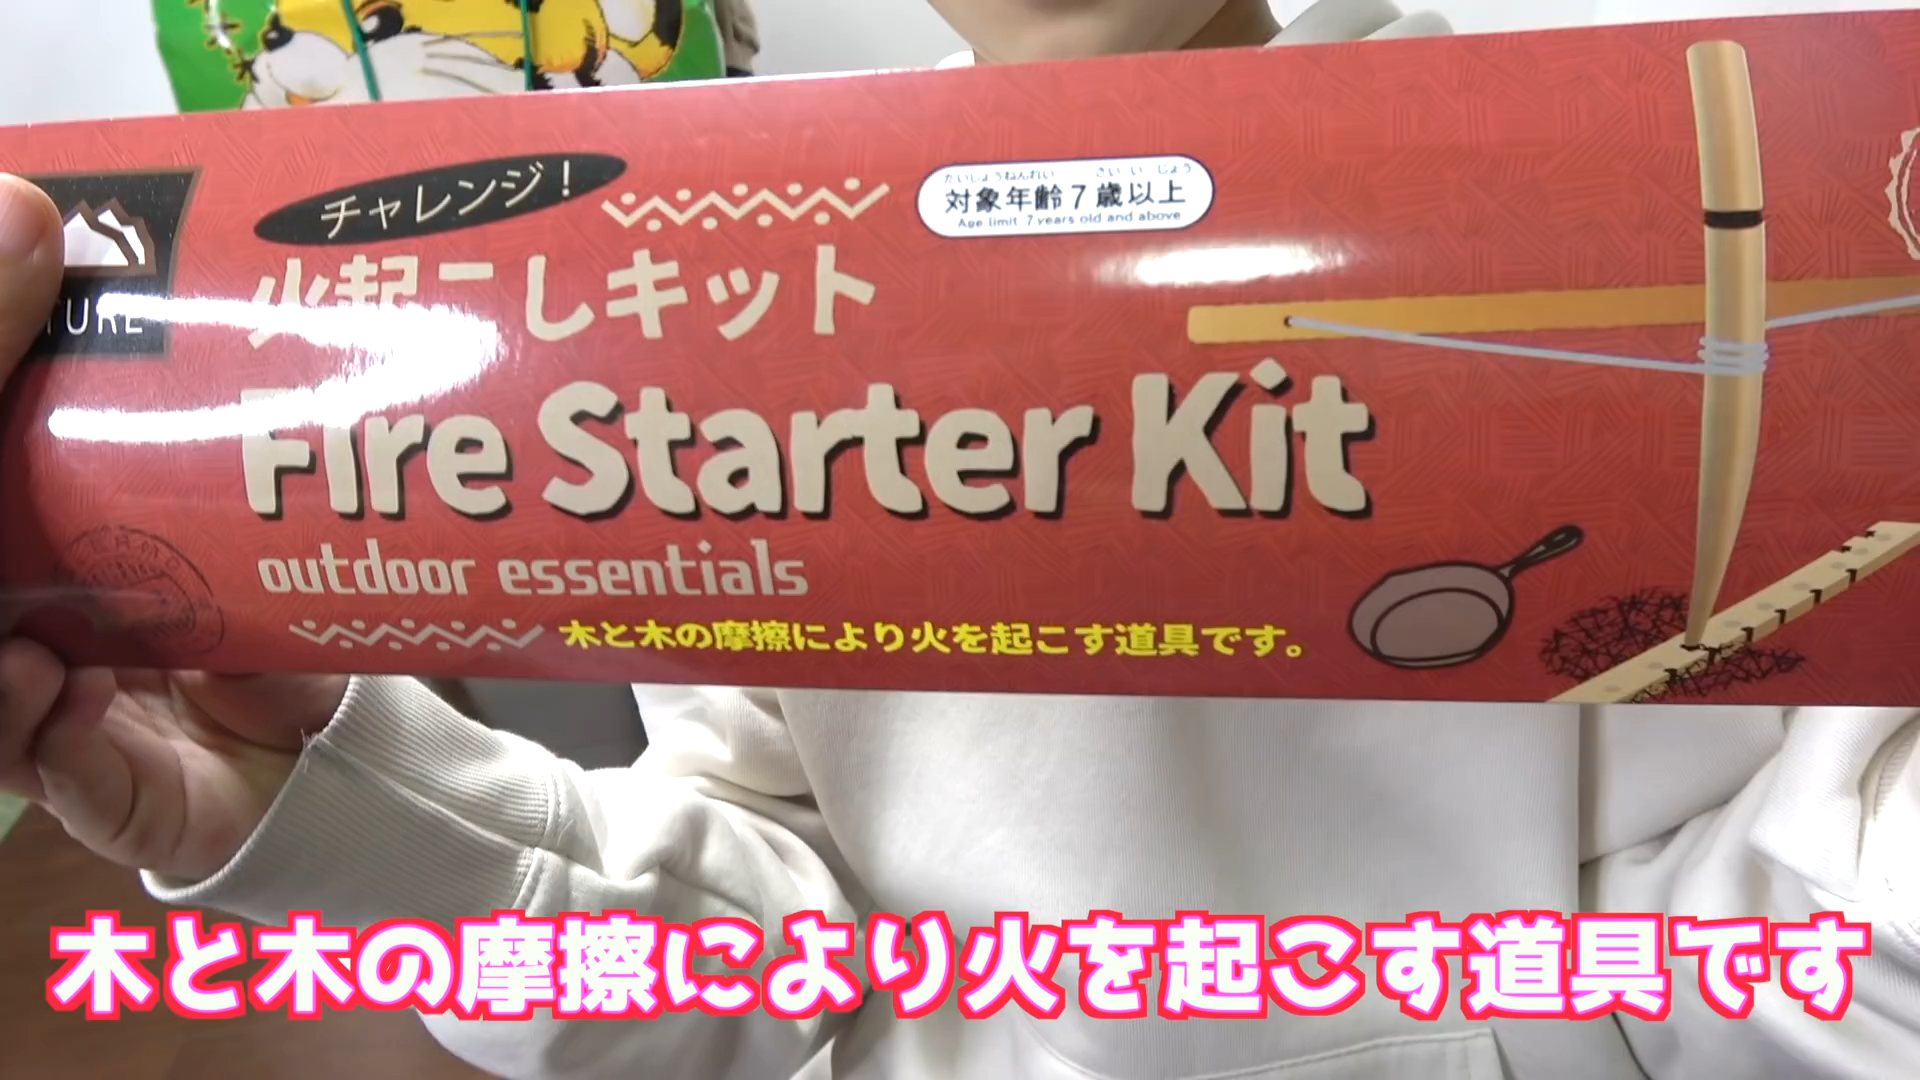 チャレンジ！
たいしょうねんれい さい い じょう
対象年齢7歳以上
Age limit 7 years old and above
火起こしキット
TURE
Fire Starter Kit
outdoor essentials
木と木の摩擦により火を起こす道具です。
木と木の摩擦により火を起こす道具です